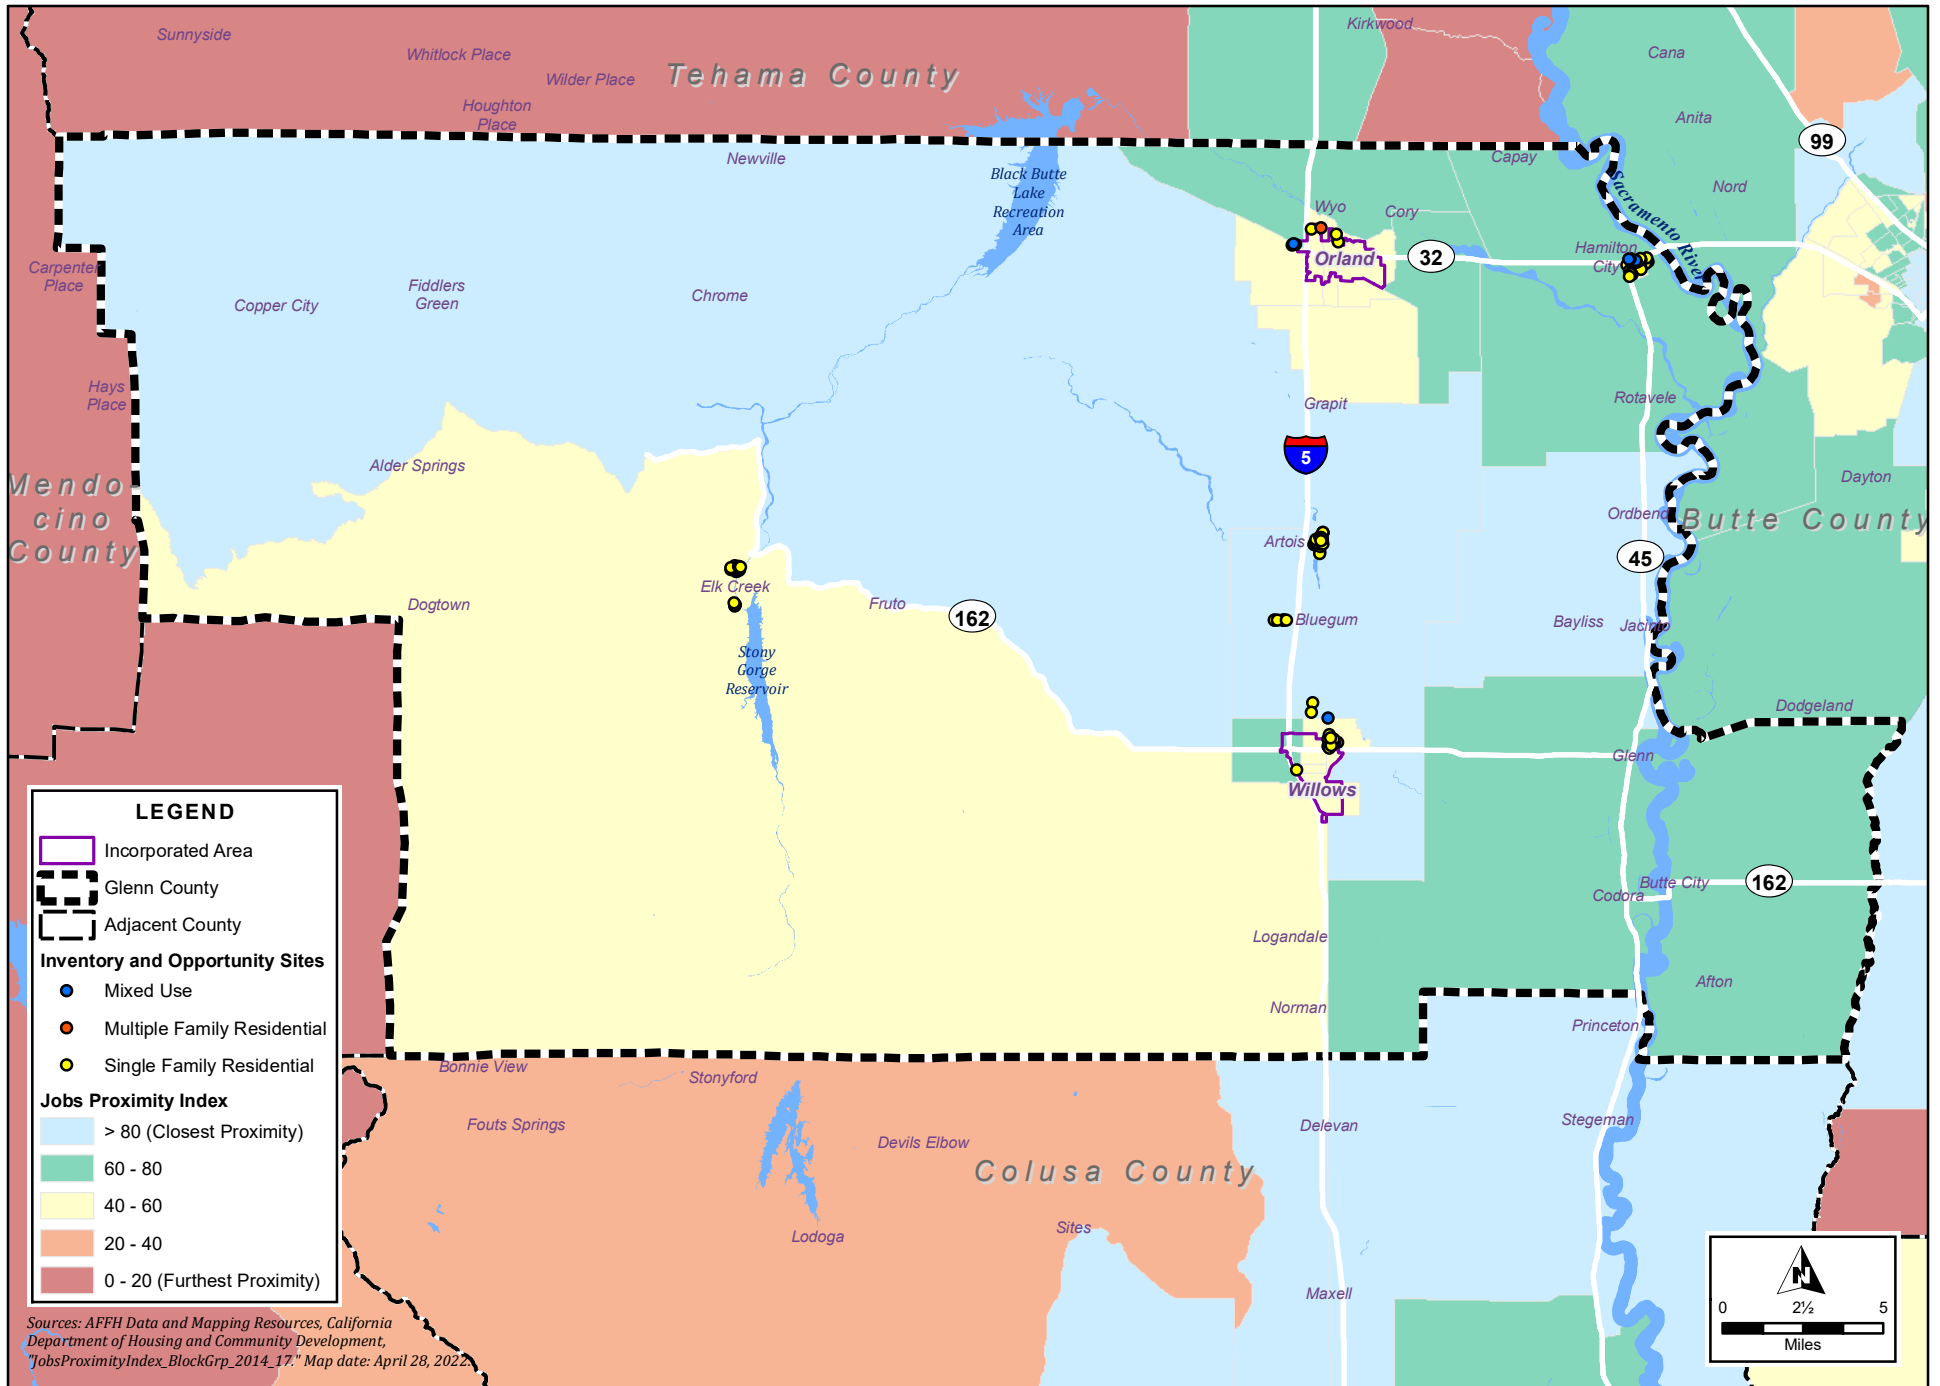 Sunnyside
Whitlock Place
Wilder Place
Houghton
Place
Tehama County
Kirkwood
Cana
Anita
99
Nord
Newville
Capay
Black Butte
Lake
Recreation
Area
Wyo
Cory
Sacramento River
Hamilton
City
Orland
32
Carpenter
Place
Copper City
Fiddlers
Green
Chrome
Hays
Place
Grapit
Rotavele
5
Alder Springs
Dayton
Mendo-
cino
County
Ordbend
Butte County
Artois
45
Elk Creek
Dogtown
Fruto
162
Bluegum
Bayliss
Jacinto
Stony
Gorge
Reservoir
Dodgeland
Glenn
Willows
Butte City
Codora
162
Logandale
Afton
Norman
Princeton
Bonnie View
Stonyford
Fouts Springs
Devils Elbow
Delevan
Stegeman
Colusa County
Lodoga
Sites
Maxell
LEGEND
Incorporated Area
Glenn County
Adjacent County
Inventory and Opportunity Sites
Mixed Use
Multiple Family Residential
Single Family Residential
Jobs Proximity Index
> 80 (Closest Proximity)
60 - 80
40 - 60
20 - 40
0 - 20 (Furthest Proximity)
Sources: AFFH Data and Mapping Resources, California
Department of Housing and Community Development,
"JobsProximityIndex_BlockGrp_2014_17." Map date: April 28, 2022.
N
0 2½ 5
Miles